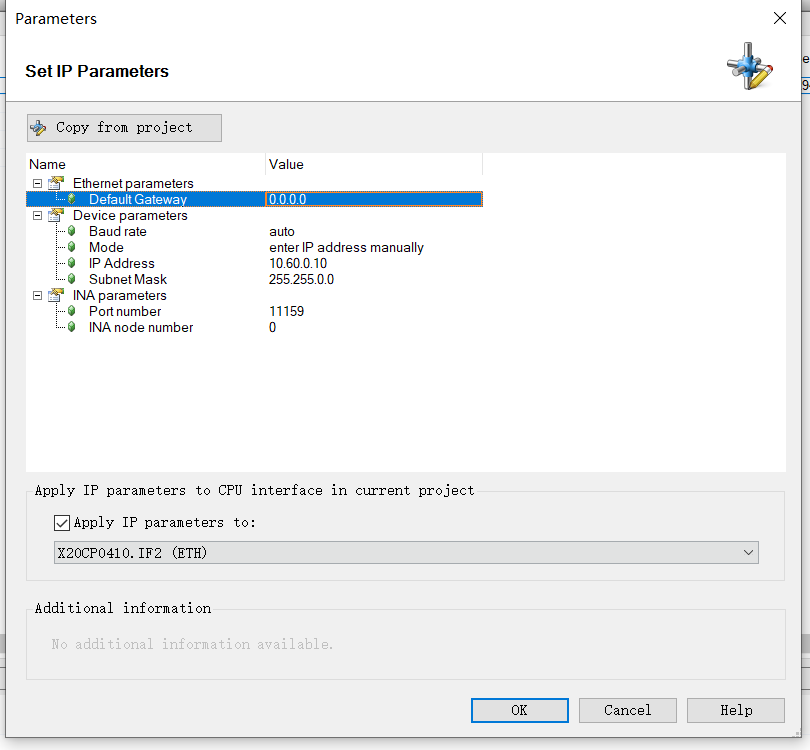 Parameters
Set IP Parameters
Copy from project
Name Value
Ethernet parameters
Default Gateway 0.0.0.0
Device parameters
Baud rate auto
Mode enter IP address manually
IP Address 10.60.0.10
Subnet Mask 255.255.0.0
INA parameters
Port number 11159
INA node number 0
Apply IP parameters to CPU interface in current project
Apply IP parameters to:
X20CP0410.IF2 (ETH)
Additional information
No additional information available.
OK Cancel Help